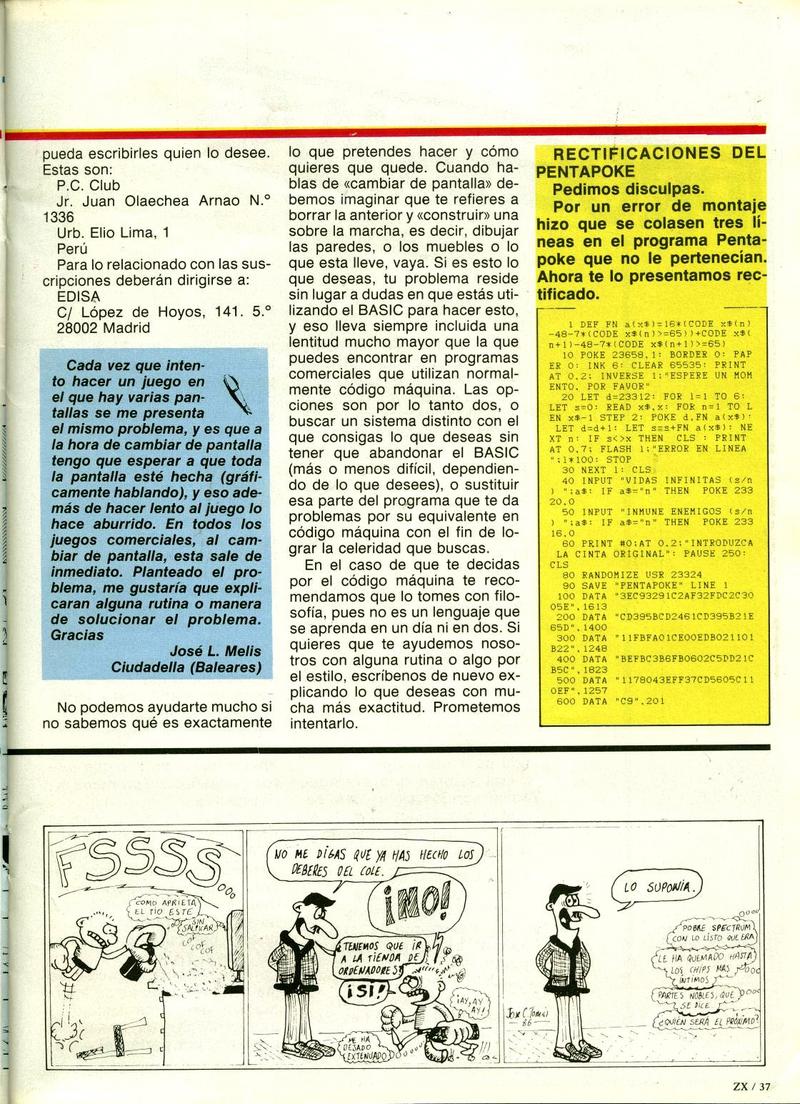 pueda escribirles quien lo desee.
Estas son:
P.C. Club
Jr. Juan Olaechea Arnao N.º
1336
Urb. Elio Lima, 1
Perú
Para lo relacionado con las sus-
cripciones deberán dirigirse a:
EDISA
C/ López de Hoyos, 141. 5.º
28002 Madrid
Cada vez que inten-
to hacer un juego en
el que hay varias pan-
tallas se me presenta
el mismo problema, y es que a
la hora de cambiar de pantalla
tengo que esperar a que toda
la pantalla esté hecha (gráfi-
camente hablando), y eso ade-
más de hacer lento al juego lo
hace aburrido. En todos los
juegos comerciales, al cam-
biar de pantalla, esta sale de
inmediato. Planteado el pro-
blema, me gustaría que expli-
caran alguna rutina o manera
de solucionar el problema.
Gracias
José L. Melis
Ciudadella (Baleares)
No podemos ayudarte mucho si
no sabemos qué es exactamente
lo que pretendes hacer y cómo
quieres que quede. Cuando ha-
blas de «cambiar de pantalla» de-
bemos imaginar que te refieres a
borrar la anterior y «construir» una
sobre la marcha, es decir, dibujar
las paredes, o los muebles o lo
que esta lleve, vaya. Si es esto lo
que deseas, tu problema reside
sin lugar a dudas en que estás uti-
lizando el BASIC para hacer esto,
y eso lleva siempre incluida una
lentitud mucho mayor que la que
puedes encontrar en programas
comerciales que utilizan normal-
mente código máquina. Las op-
ciones son por lo tanto dos, o
buscar un sistema distinto con el
que consigas lo que deseas sin
tener que abandonar el BASIC
(más o menos difícil, dependien-
do de lo que desees), o sustituir
esa parte del programa que te da
problemas por su equivalente en
código máquina con el fin de lo-
grar la celeridad que buscas.
En el caso de que te decidas
por el código máquina te reco-
mendamos que lo tomes con filo-
sofía, pues no es un lenguaje que
se aprenda en un día ni en dos. Si
quieres que te ayudemos noso-
tros con alguna rutina o algo por
el estilo, escríbenos de nuevo ex-
plicando lo que deseas con mu-
cha más exactitud. Prometemos
intentarlo.
RECTIFICACIONES DEL
PENTAPOKE
Pedimos disculpas.
Por un error de montaje
hizo que se colasen tres lí-
neas en el programa Penta-
poke que no le pertenecían.
Ahora te lo presentamos rec-
tificado.
1 DEF FN a(x$)=16*(CODE x$(n)
-48-7*(CODE x$(n)>=65))+CODE x$(
n+1)-48-7*(CODE x$(n+1)>=65)
10 POKE 23658,1: BORDER 0: PAP
ER 0: INK 6: CLEAR 65535: PRINT
AT 0,2; INVERSE 1;"ESPERE UN MOM
ENTO, POR FAVOR"
20 LET d=23312: FOR l=1 TO 6:
LET s=0: READ x$,x: FOR n=1 TO L
EN x$-1 STEP 2: POKE d,FN a(x$):
LET d=d+1: LET s=s+FN a(x$): NE
XT n: IF s<>x THEN CLS : PRINT
AT 0,7; FLASH 1;"ERROR EN LINEA
";l*100: STOP
30 NEXT l: CLS
40 INPUT "VIDAS INFINITAS (s/n
) ";a$: IF a$="n" THEN POKE 233
20,0
50 INPUT "INMUNE ENEMIGOS (s/n
) ";a$: IF a$="n" THEN POKE 233
16,0
60 PRINT #0;AT 0,2;"INTRODUZCA
LA CINTA ORIGINAL": PAUSE 250:
CLS
80 RANDOMIZE USR 23324
90 SAVE "PENTAPOKE" LINE 1
100 DATA "3EC93291C2AF32FDC2C30
05E",1613
200 DATA "CD395BCD2461CD395B21E
65D",1400
300 DATA "11FBFA01CE00EDB021101
B22",1248
400 DATA "BEFBC3B6FB0602C5DD21C
B5C",1823
500 DATA "1178043EFF37CD5605C11
0EF",1257
600 DATA "C9",201
FSSSS
COMO APRIETA
EL TIO ESTE
SIN
SALIVAR
COF
COF
COF
NO ME DIGAS QUE YA HAS HECHO LOS
DEBERES DEL COLE.
¡NO!
TENEMOS QUE IR
A LA TIENDA DE
ORDENADORES
¡SI!
¡AY, AY
AY!
ME HA
DEJADO
EXTENUADO
LO SUPONIA.
POBRE SPECTRUM
CON LO LISTO QUE ERA
LE HA QUEMADO HASTA
LOS CHIPS MAS
INTIMOS
PARTES NOBLES, QUE
SE DICE
¿QUIÉN SERA EL PRÓXIMO?
86
ZX / 37